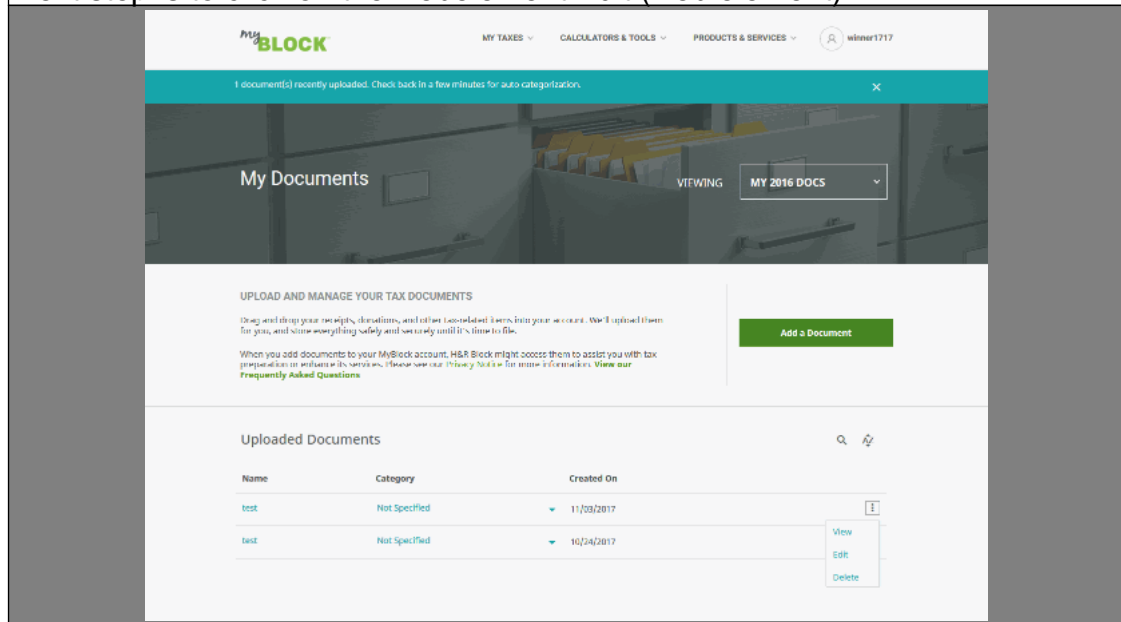 my BLOCK
MY TAXES
CALCULATORS & TOOLS
PRODUCTS & SERVICES
winner1717
1 document(s) recently uploaded. Check back in a few minutes for auto categorization.
My Documents
VIEWING
MY 2016 DOCS
UPLOAD AND MANAGE YOUR TAX DOCUMENTS
Drag and drop your receipts, donations, and other tax-related items into your account. We'll upload them
for you, and store everything safely and securely until it's time to file.
Add a Document
When you add documents to your MyBlock account, H&R Block might access them to assist you with tax
preparation or enhance its services. Please see our Privacy Notice for more information. View our
Frequently Asked Questions
Uploaded Documents
Name Category Created On
test Not Specified 11/03/2017
View
test Not Specified 10/24/2017
Edit
Delete